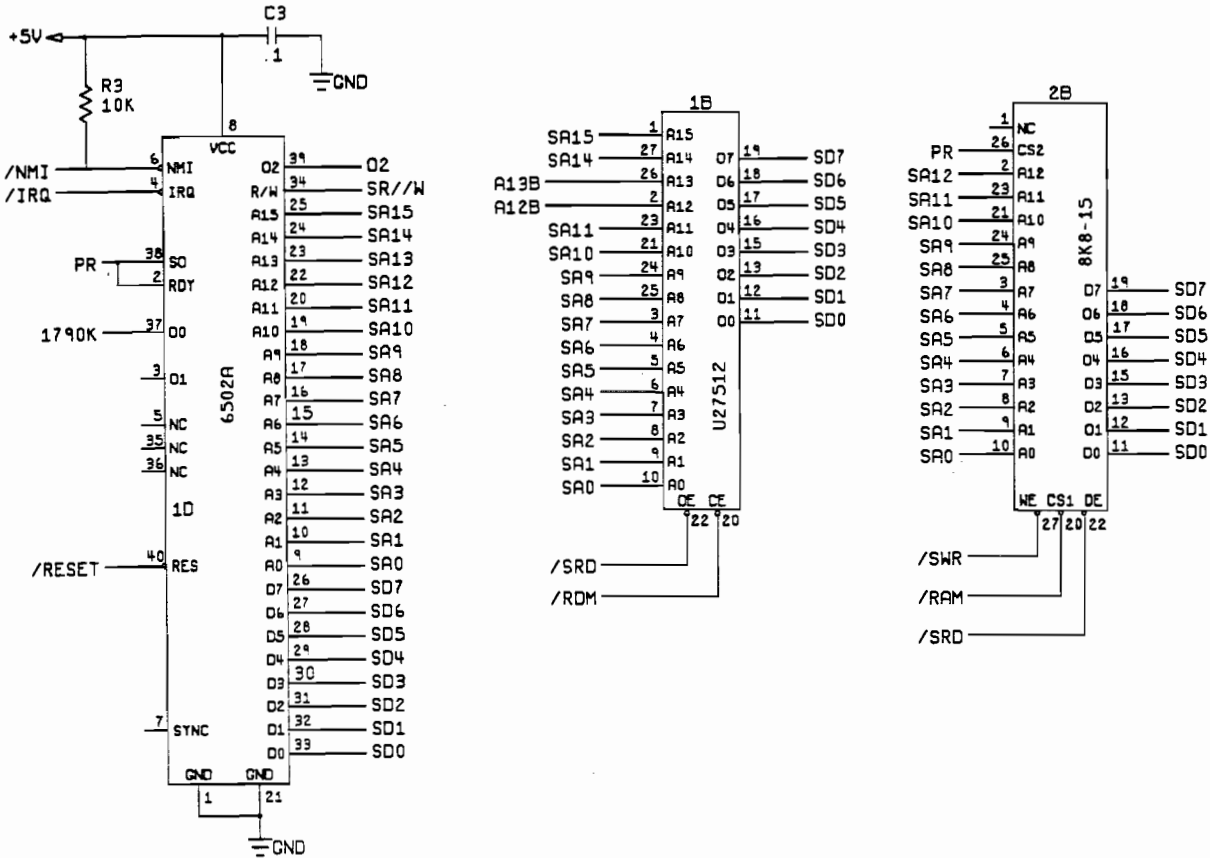 C3
+5V
.1
GND
R3
10K
8
VCC
/NMI 6 NMI
/IRQ 4 IRQ
PR 38 SO
2 RDY
1790K 37 O0
3 O1
5 NC
35 NC
36 NC
6502A
1D
/RESET 40 RES
7 SYNC
O2 39 O2
R/W 34 SR//W
A15 25 SA15
A14 24 SA14
A13 23 SA13
A12 22 SA12
A11 20 SA11
A10 19 SA10
A9 18 SA9
A8 17 SA8
A7 16 SA7
A6 15 SA6
A5 14 SA5
A4 13 SA4
A3 12 SA3
A2 11 SA2
A1 10 SA1
A0 9 SA0
D7 26 SD7
D6 27 SD6
D5 28 SD5
D4 29 SD4
D3 30 SD3
D2 31 SD2
D1 32 SD1
D0 33 SD0
GND GND
1 21
GND
1B
SA15 1 A15
SA14 27 A14
A13B 26 A13
A12B 2 A12
SA11 23 A11
SA10 21 A10
SA9 24 A9
SA8 25 A8
SA7 3 A7
SA6 4 A6
SA5 5 A5
SA4 6 A4
SA3 7 A3
SA2 8 A2
SA1 9 A1
SA0 10 A0
O7 19 SD7
O6 18 SD6
O5 17 SD5
O4 16 SD4
O3 15 SD3
O2 13 SD2
O1 12 SD1
O0 11 SD0
U27512
OE CE
22 20
/SRD
/ROM
2B
1 NC
PR 26 CS2
SA12 2 A12
SA11 23 A11
SA10 21 A10
SA9 24 A9
SA8 25 A8
SA7 3 A7
SA6 4 A6
SA5 5 A5
SA4 6 A4
SA3 7 A3
SA2 8 A2
SA1 9 A1
SA0 10 A0
8K8-15
D7 19 SD7
D6 18 SD6
D5 17 SD5
D4 16 SD4
D3 15 SD3
D2 13 SD2
D1 12 SD1
D0 11 SD0
WE CS1 OE
27 20 22
/SWR
/RAM
/SRD